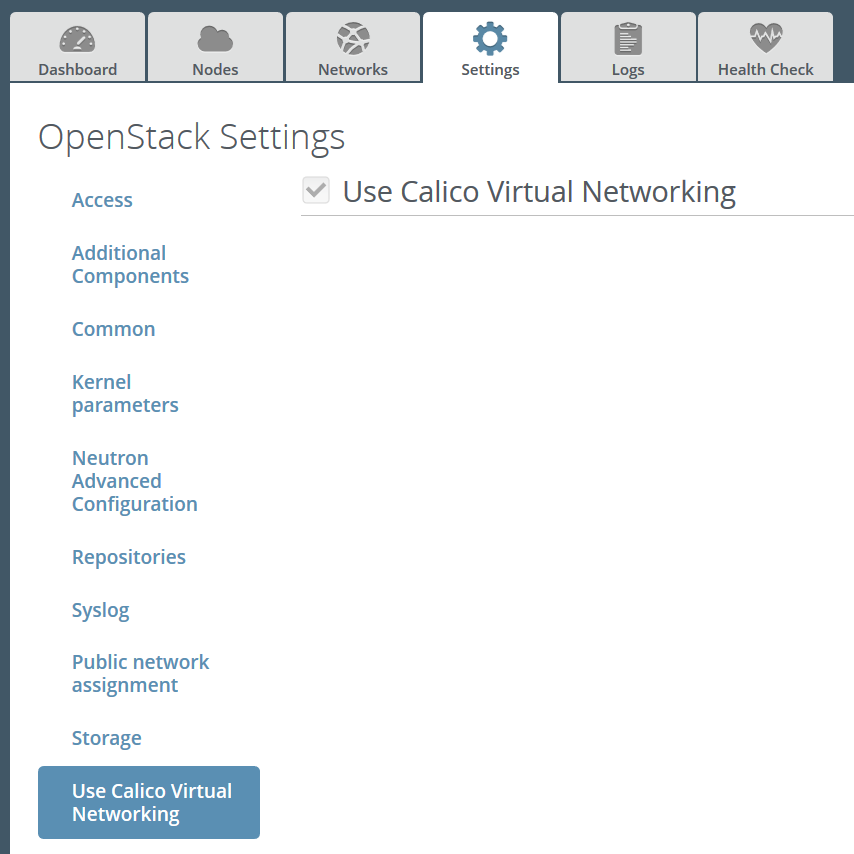 Dashboard
Nodes
Networks
Settings
Logs
Health Check
OpenStack Settings
Access
Additional
Components
Common
Kernel
parameters
Neutron
Advanced
Configuration
Repositories
Syslog
Public network
assignment
Storage
Use Calico Virtual
Networking
Use Calico Virtual Networking